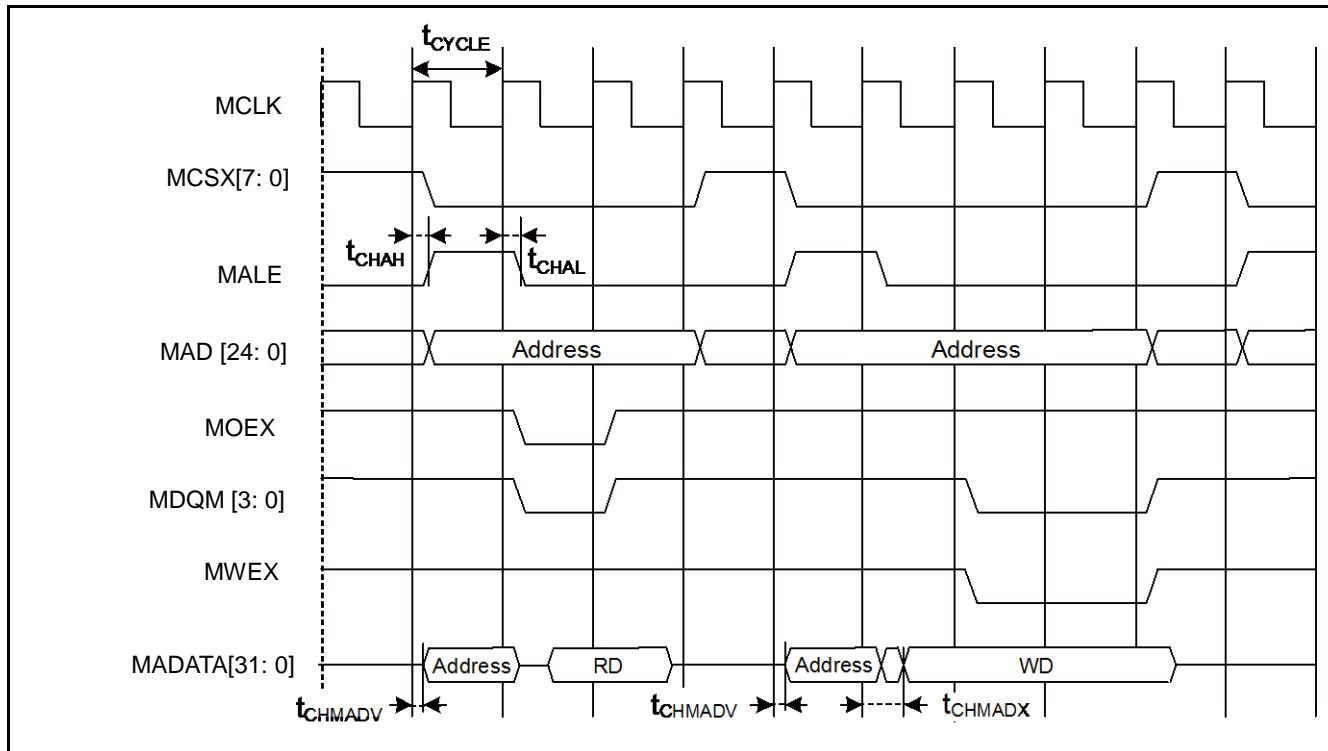 tCYCLE
MCLK
MCSX[7: 0]
tCHAH
tCHAL
MALE
MAD [24: 0]
Address
Address
MOEX
MDQM [3: 0]
MWEX
MADATA[31: 0]
Address
RD
Address
WD
tCHMADV
tCHMADV
tCHMADX